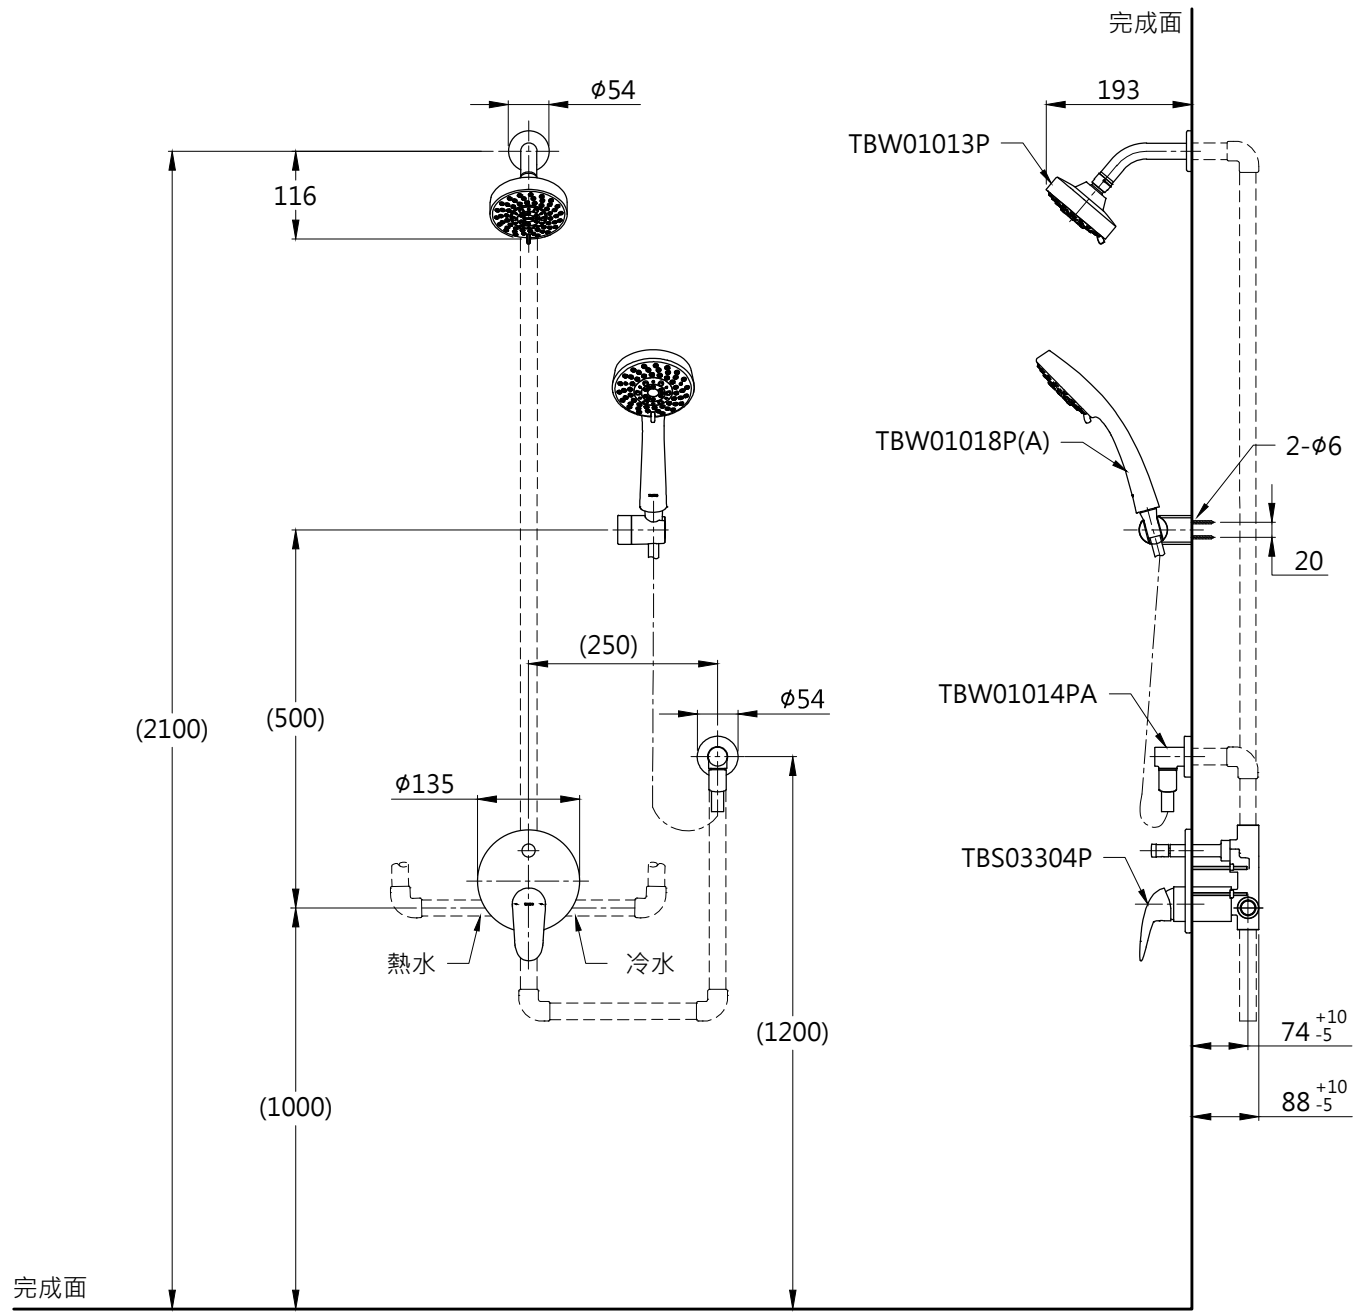 完成面
193
φ54
TBW01013P
116
TBW01018P(A)
2-φ6
20
(250)
TBW01014PA
φ54
(500)
(2100)
φ135
TBS03304P
熱水
冷水
(1200)
74 +10 -5
88 +10 -5
(1000)
完成面